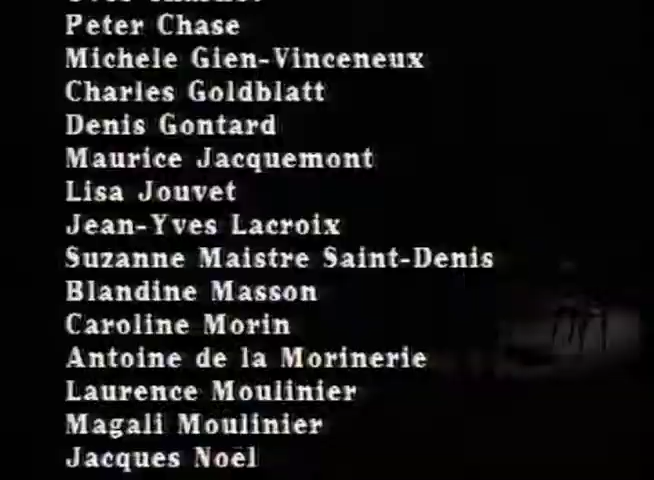 Peter Chase
Michele Gien-Vinceneux
Charles Goldblatt
Denis Gontard
Maurice Jacquemont
Lisa Jouvet
Jean-Yves Lacroix
Suzanne Maistre Saint-Denis
Blandine Masson
Caroline Morin
Antoine de la Morinerie
Laurence Moulinier
Magali Moulinier
Jacques Noël